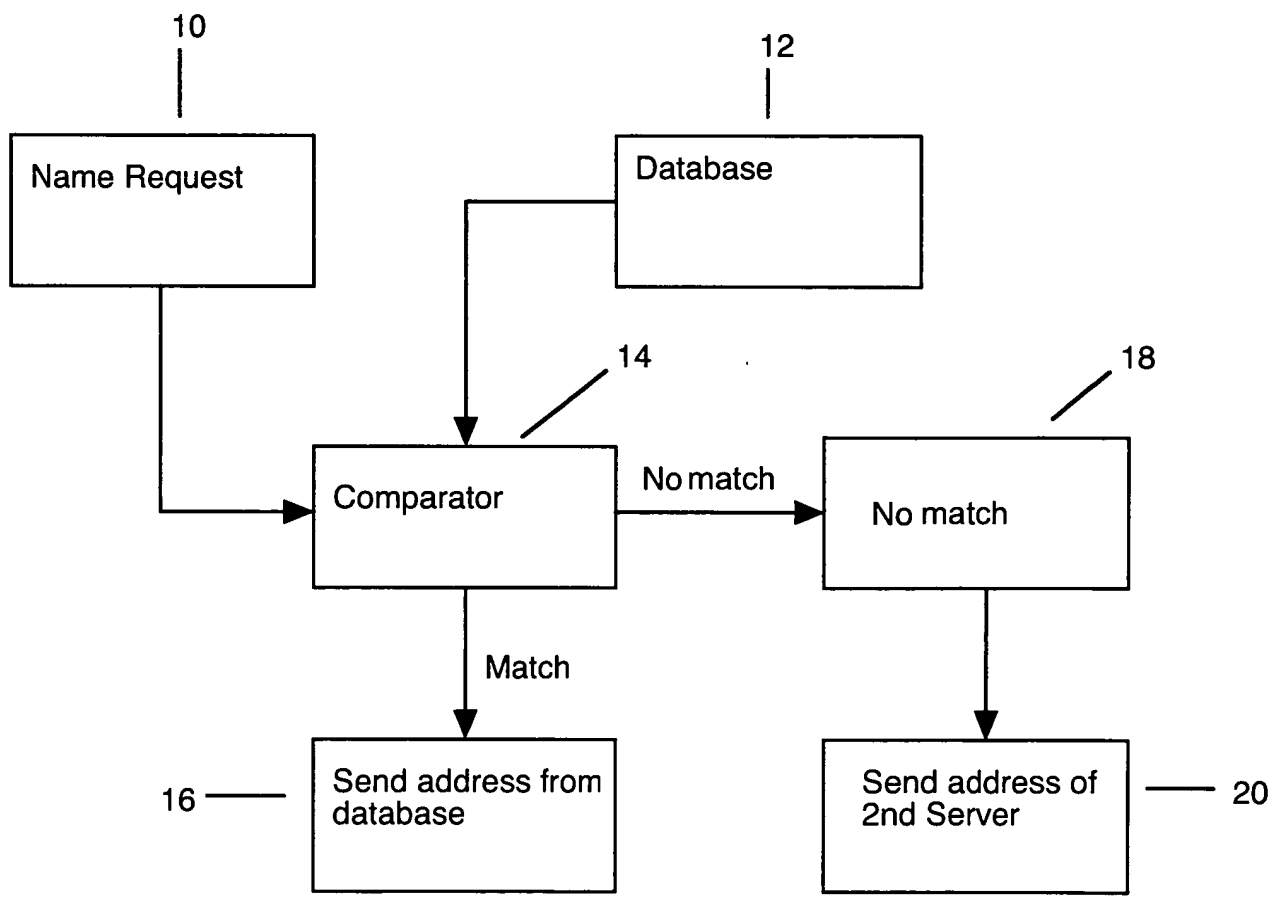 10
12
Name Request
Database
14
18
Comparator
No match
No match
Match
16
Send address from
database
Send address of
2nd Server
20